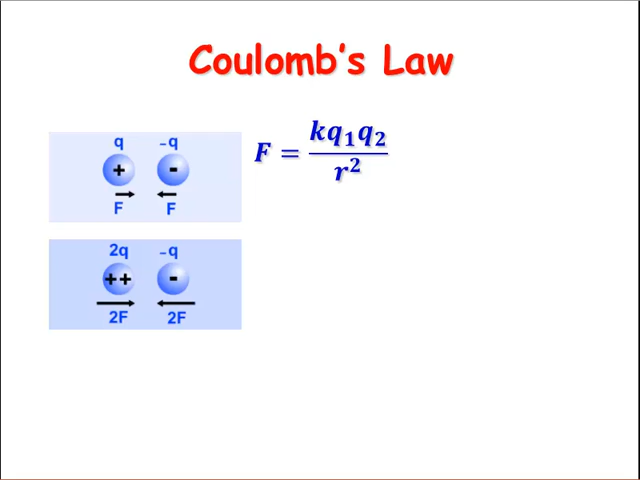 Coulomb's Law
q -q
+ -
F F
F = kq₁q₂ / r²
2q -q
++ -
2F 2F